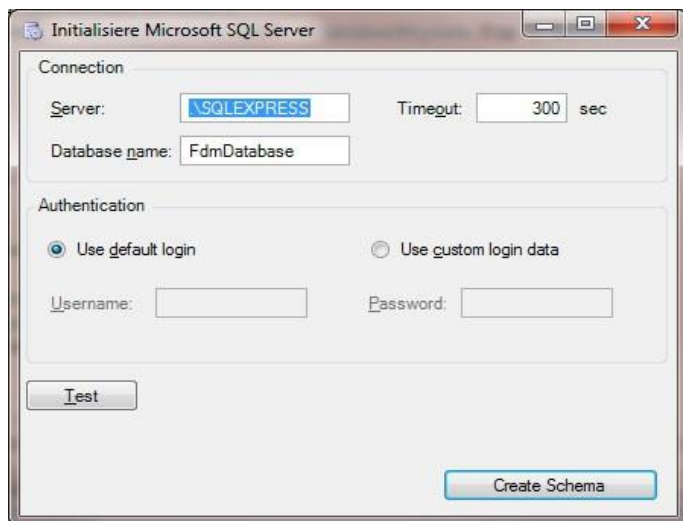 Initialisiere Microsoft SQL Server
Connection
Server: .\SQLEXPRESS Timeout: 300 sec
Database name: FdmDatabase
Authentication
Use default login Use custom login data
Username: Password:
Test
Create Schema